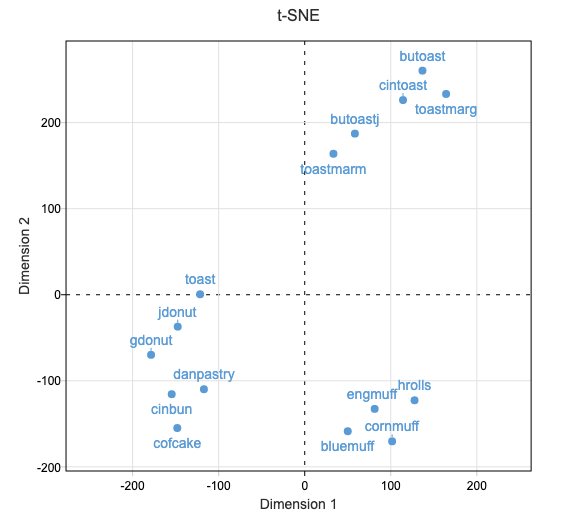 t-SNE
butoast
cintoast
toastmarg
butoastj
toastmarm
toast
jdonut
gdonut
danpastry
cinbun
cofcake
hrolls
engmuff
cornmuff
bluemuff
200
100
0
-100
-200
-200
-100
0
100
200
Dimension 1
Dimension 2